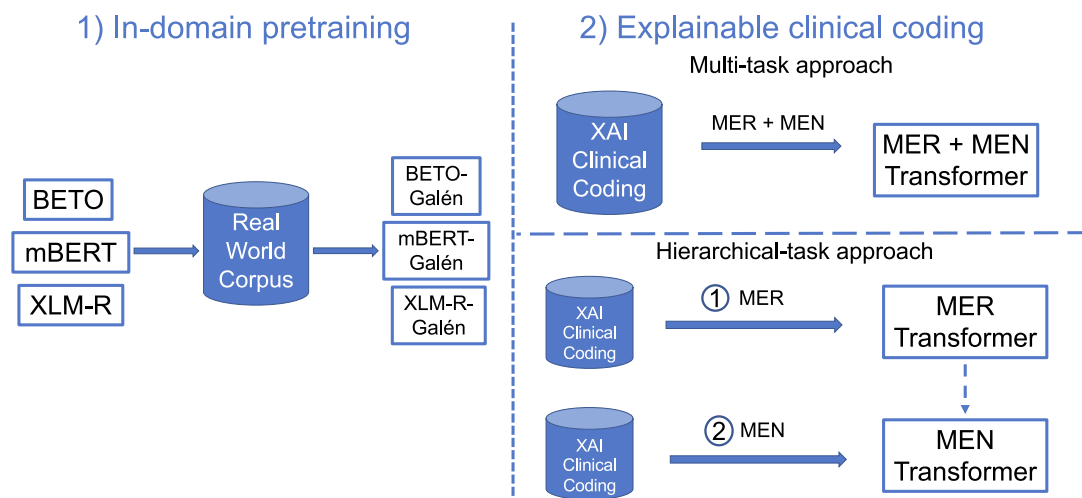 1) In-domain pretraining
BETO
mBERT
XLM-R
Real
World
Corpus
BETO-
Galén
mBERT-
Galén
XLM-R-
Galén
2) Explainable clinical coding
Multi-task approach
XAI
Clinical
Coding
MER + MEN
MER + MEN
Transformer
Hierarchical-task approach
XAI
Clinical
Coding
1 MER
MER
Transformer
XAI
Clinical
Coding
2 MEN
MEN
Transformer